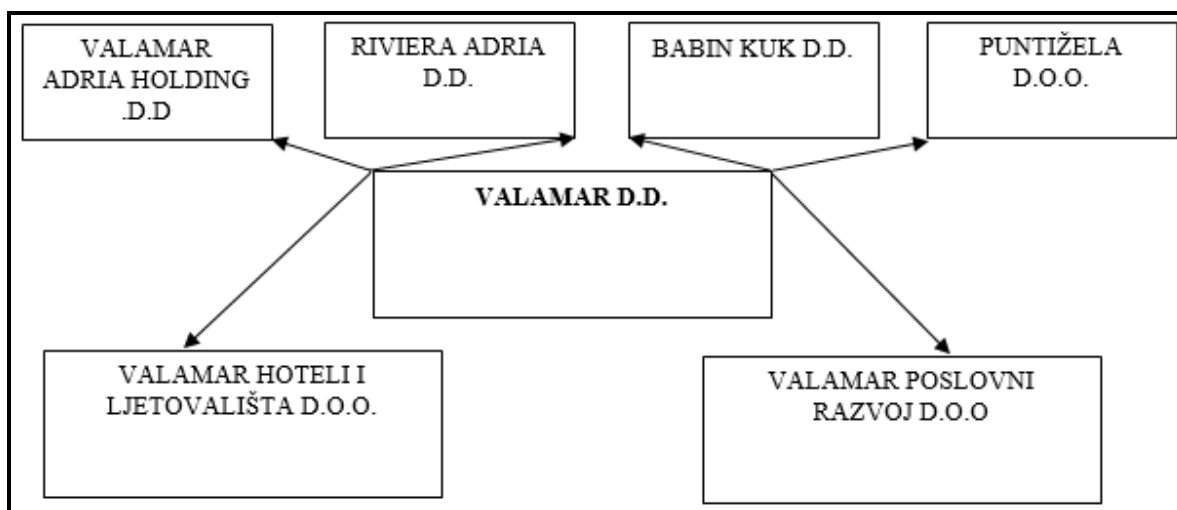 VALAMAR
ADRIA HOLDING
.D.D
RIVIERA ADRIA
D.D.
BABIN KUK D.D.
PUNTIŽELA
D.O.O.
VALAMAR D.D.
VALAMAR HOTELI I
LJETOVALIŠTA D.O.O.
VALAMAR POSLOVNI
RAZVOJ D.O.O